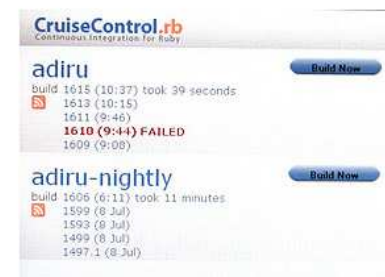 CruiseControl.rb
Continuous Integration for Ruby
adiru
Build Now
build 1615 (10:37) took 39 seconds
1613 (10:15)
1611 (9:46)
1610 (9:44) FAILED
1609 (9:08)
adiru-nightly
Build Now
build 1606 (6:11) took 11 minutes
1599 (8 Jul)
1593 (8 Jul)
1499 (8 Jul)
1497.1 (8 Jul)